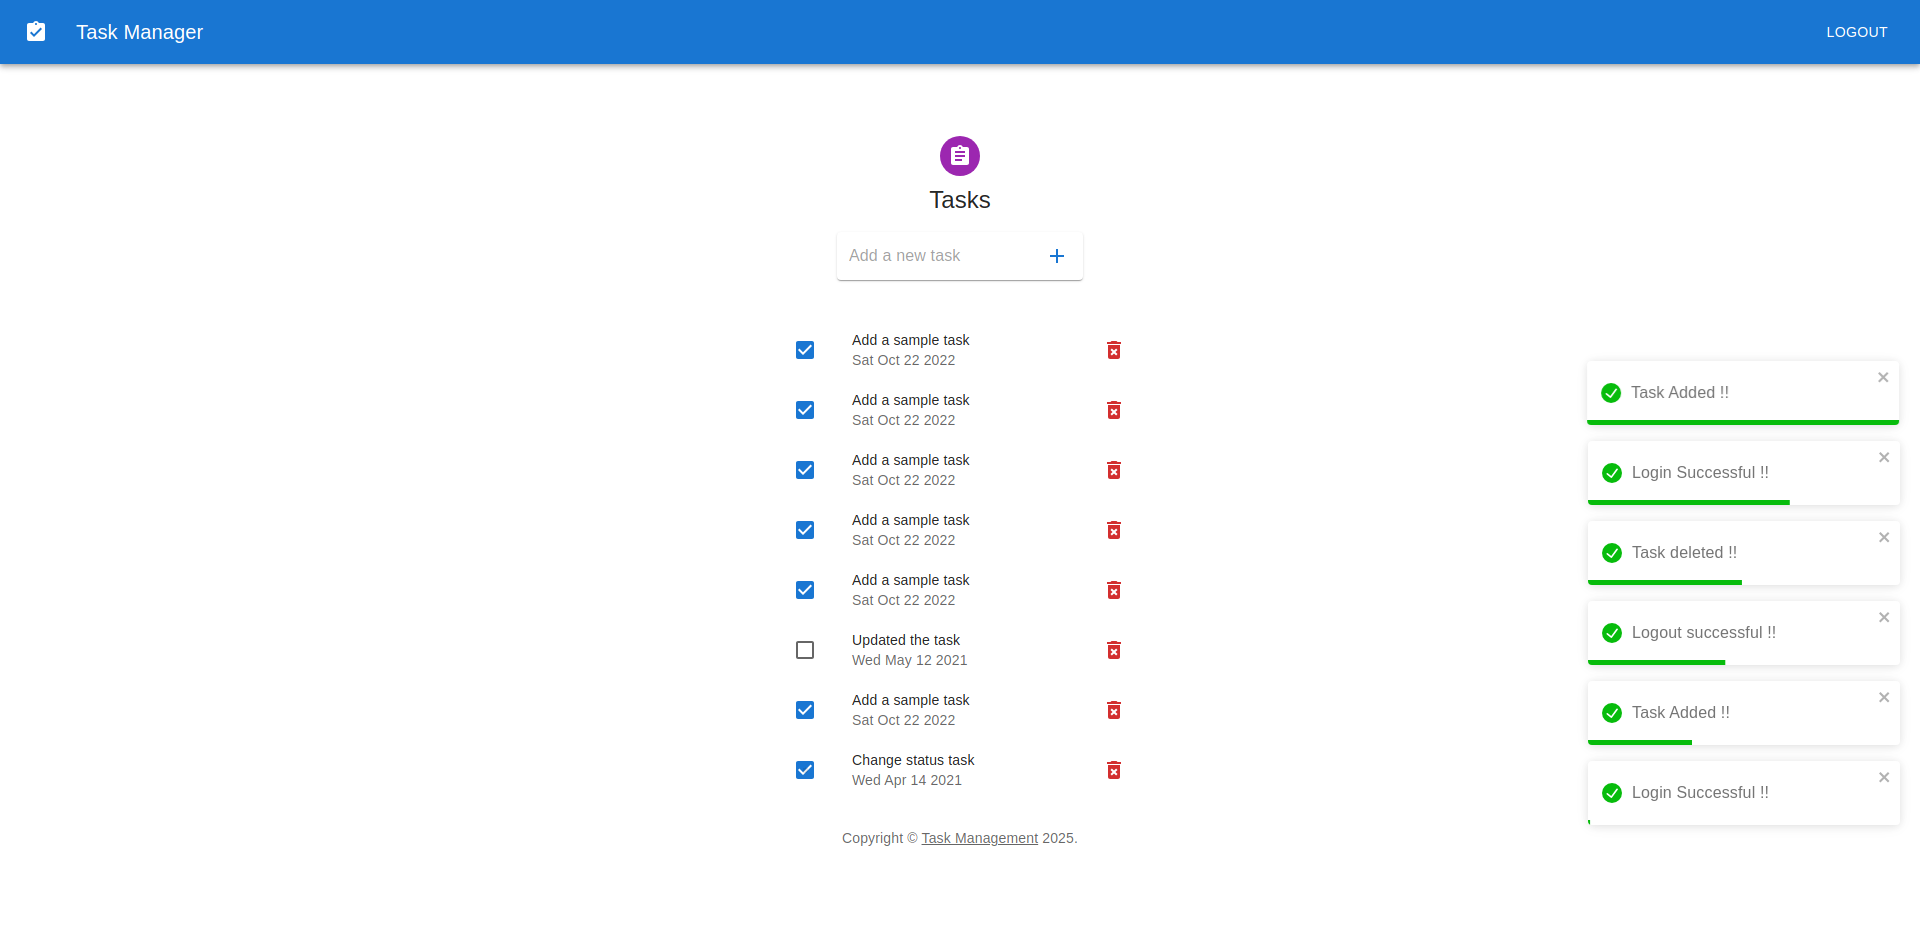 Task Manager
LOGOUT
Tasks
Add a new task
Add a sample task
Sat Oct 22 2022
Add a sample task
Sat Oct 22 2022
Add a sample task
Sat Oct 22 2022
Add a sample task
Sat Oct 22 2022
Add a sample task
Sat Oct 22 2022
Updated the task
Wed May 12 2021
Add a sample task
Sat Oct 22 2022
Change status task
Wed Apr 14 2021
Copyright © Task Management 2025.
Task Added !!
Login Successful !!
Task deleted !!
Logout successful !!
Task Added !!
Login Successful !!